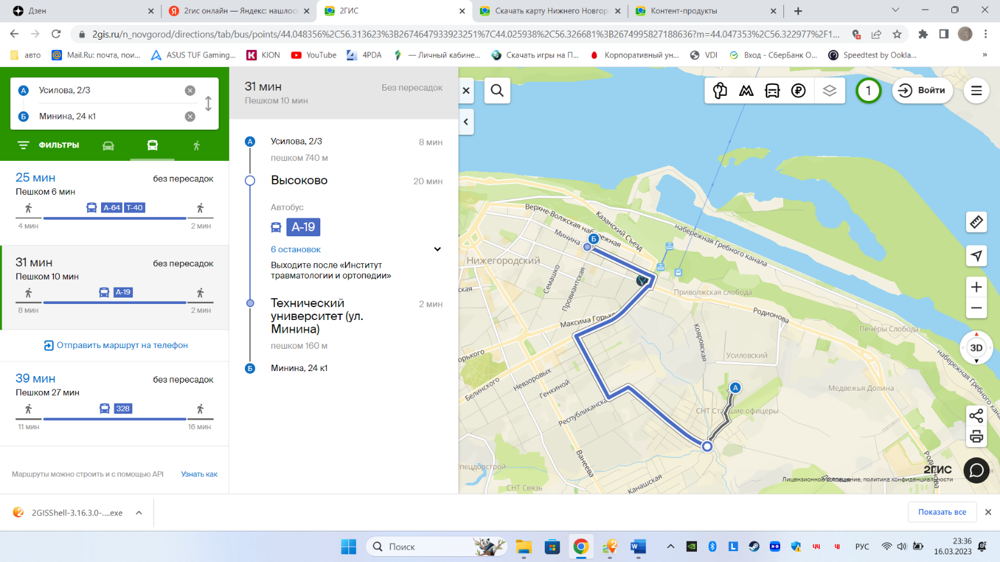 Дзен
2гис онлайн — Яндекс: нашлос
2ГИС
Скачать карту Нижнего Новгор
Контент-продукты
2gis.ru/n_novgorod/directions/tab/bus/points/44.048356%2C56.313623%3B2674647933923251%7C44.025938%2C56.326681%3B2674995827188636?m=44.047353%2C56.322977%2F1...
авто
Mail.Ru: почта, пои...
ASUS TUF Gaming...
KION
YouTube
4PDA
— Личный кабине...
Скачать игры на П...
Корпоративный ун...
VDI
Вход - СберБанк О...
Speedtest by Ookla...
»
А Усилова, 2/3
Б Минина, 24 к1
ФИЛЬТРЫ
25 мин без пересадок
Пешком 6 мин
А-64 Т-40
4 мин 2 мин
31 мин без пересадок
Пешком 10 мин
А-19
8 мин 2 мин
Отправить маршрут на телефон
39 мин без пересадок
Пешком 27 мин
328
11 мин 16 мин
Маршруты можно строить и с помощью API Узнать как
31 мин Без пересадок
Пешком 10 мин
А Усилова, 2/3 8 мин
пешком 740 м
Высоково 20 мин
Автобус
А-19
6 остановок
Выходите после «Институт
травматологии и ортопедии»
Технический 2 мин
университет (ул.
Минина)
пешком 160 м
Б Минина, 24 к1
1
Войти
Верхне-Волжская набережная
Казанский Съезд
набережная Гребного канала
Минина
Б
Нижегородский
Семашко
Провиантская
ская
Приволжская слобода
Родионова
Максима Горько
Печёры Слобода
Ковровская
Усиловский
орького
Белинского
Невзоровых
Генкиной
Республиканская
А
Медвежья Долина
СНТ Старшие офицеры
набережная Гребного кана
Ванеева
пецдорстрой
СНТ Связь
Канашская
Родионова
3D
2ГИС
Лицензионное соглашение, политика конфиденциальности
2GISShell-3.16.3.0-....exe
Показать все
Поиск
РУС
23:36
16.03.2023